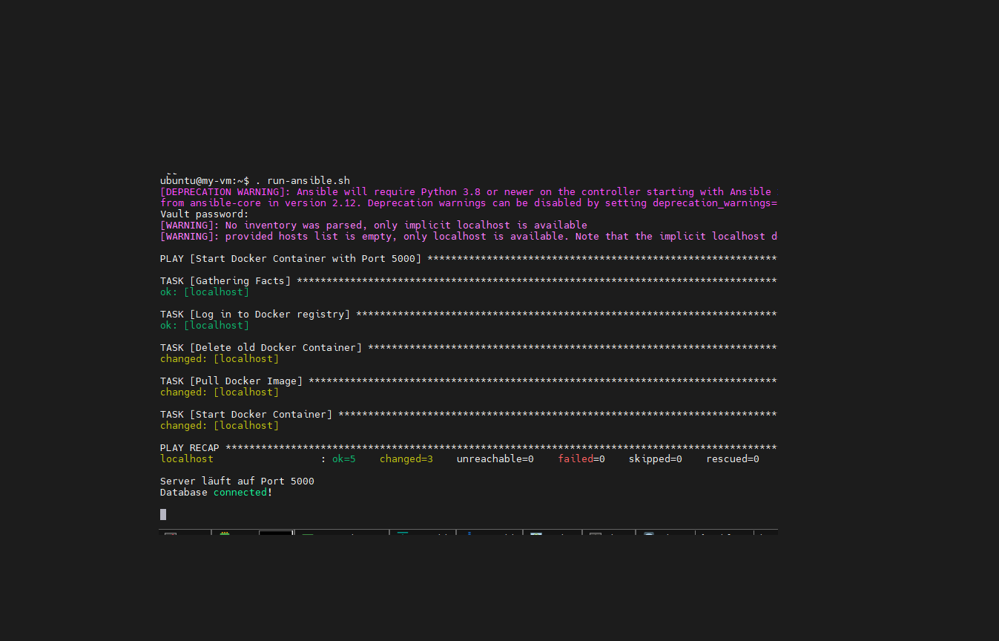 ubuntu@my-vm:~$ . run-ansible.sh
[DEPRECATION WARNING]: Ansible will require Python 3.8 or newer on the controller starting with Ansible
from ansible-core in version 2.12. Deprecation warnings can be disabled by setting deprecation_warnings=
Vault password:
[WARNING]: No inventory was parsed, only implicit localhost is available
[WARNING]: provided hosts list is empty, only localhost is available. Note that the implicit localhost d
PLAY [Start Docker Container with Port 5000] ***********************************************************
TASK [Gathering Facts] *********************************************************************************
ok: [localhost]
TASK [Log in to Docker registry] ***********************************************************************
ok: [localhost]
TASK [Delete old Docker Container] *********************************************************************
changed: [localhost]
TASK [Pull Docker Image] *******************************************************************************
changed: [localhost]
TASK [Start Docker Container] **************************************************************************
changed: [localhost]
PLAY RECAP *********************************************************************************************
localhost : ok=5 changed=3 unreachable=0 failed=0 skipped=0 rescued=0
Server läuft auf Port 5000
Database connected!